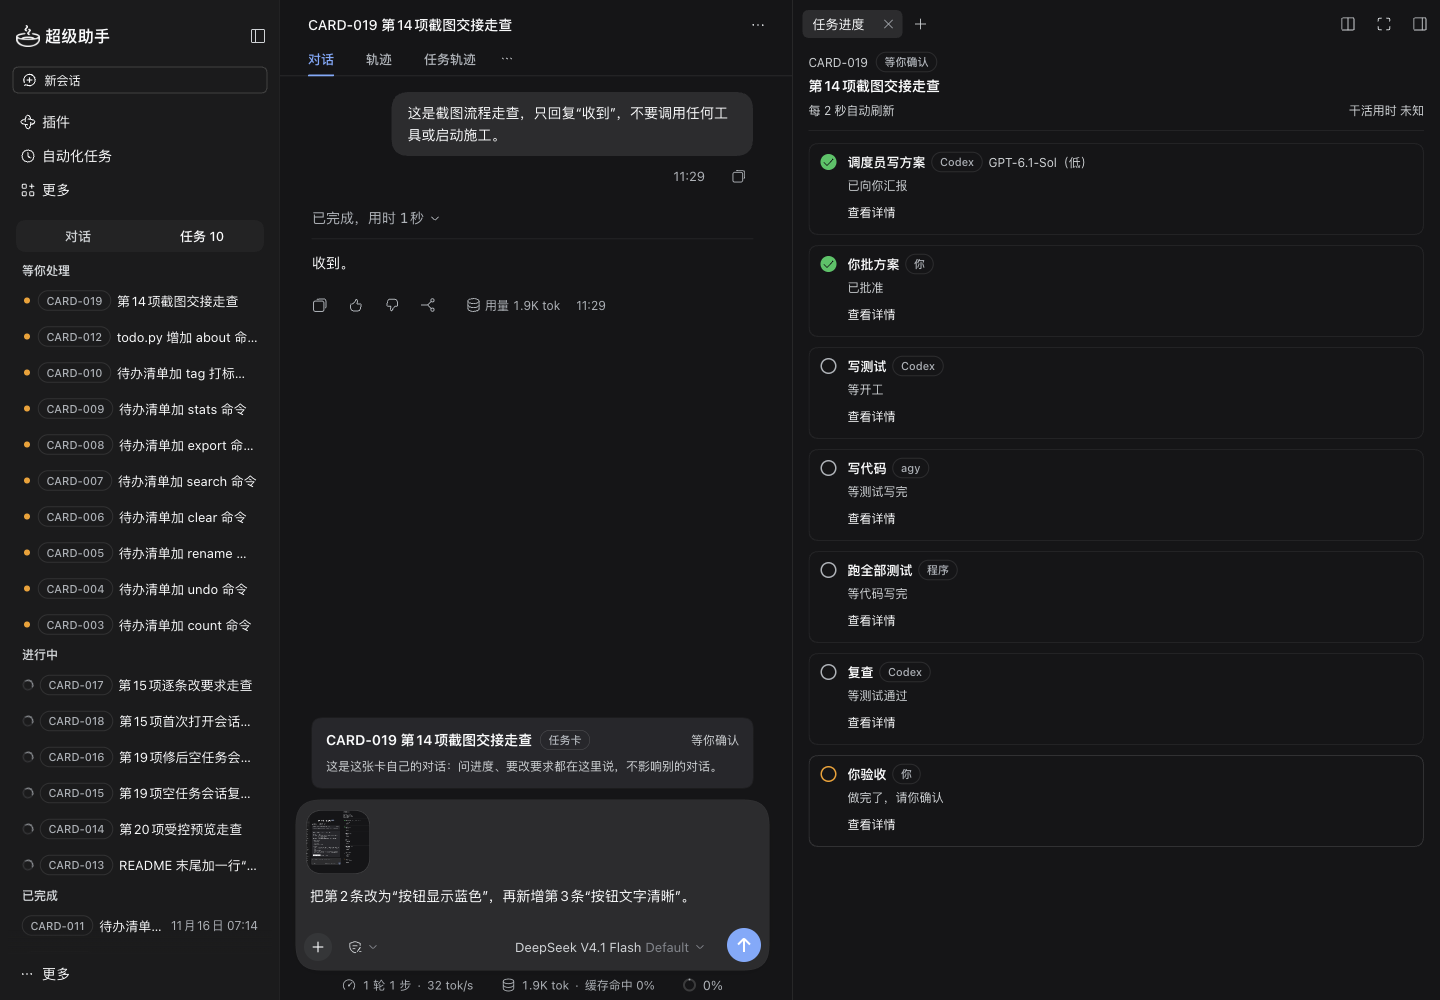 超级助手
新会话
插件
自动化任务
更多
对话
任务 10
等你处理
CARD-019 第14项截图交接走查
CARD-012 todo.py 增加 about 命...
CARD-010 待办清单加 tag 打标...
CARD-009 待办清单加 stats 命令
CARD-008 待办清单加 export 命...
CARD-007 待办清单加 search 命令
CARD-006 待办清单加 clear 命令
CARD-005 待办清单加 rename ...
CARD-004 待办清单加 undo 命令
CARD-003 待办清单加 count 命令
进行中
CARD-017 第15项逐条改要求走查
CARD-018 第15项首次打开会话...
CARD-016 第19项修后空任务会...
CARD-015 第19项空任务会话复...
CARD-014 第20项受控预览走查
CARD-013 README 末尾加一行“...
已完成
CARD-011 待办清单... 11月16日 07:14
更多
CARD-019 第14项截图交接走查
对话 轨迹 任务轨迹
这是截图流程走查，只回复“收到”，不要调用任何工
具或启动施工。
11:29
已完成，用时 1秒
收到。
用量 1.9K tok 11:29
CARD-019 第14项截图交接走查 任务卡 等你确认
这是这张卡自己的对话：问进度、要改要求都在这里说，不影响别的对话。
把第2条改为“按钮显示蓝色”，再新增第3条“按钮文字清晰”。
DeepSeek V4.1 Flash Default
1 轮 1 步 · 32 tok/s 1.9K tok · 缓存命中 0% 0%
任务进度
CARD-019 等你确认
第14项截图交接走查
每 2 秒自动刷新 干活用时 未知
调度员写方案 Codex GPT-6.1-Sol（低）
已向你汇报
查看详情
你批方案 你
已批准
查看详情
写测试 Codex
等开工
查看详情
写代码 agy
等测试写完
查看详情
跑全部测试 程序
等代码写完
查看详情
复查 Codex
等测试通过
查看详情
你验收 你
做完了，请你确认
查看详情